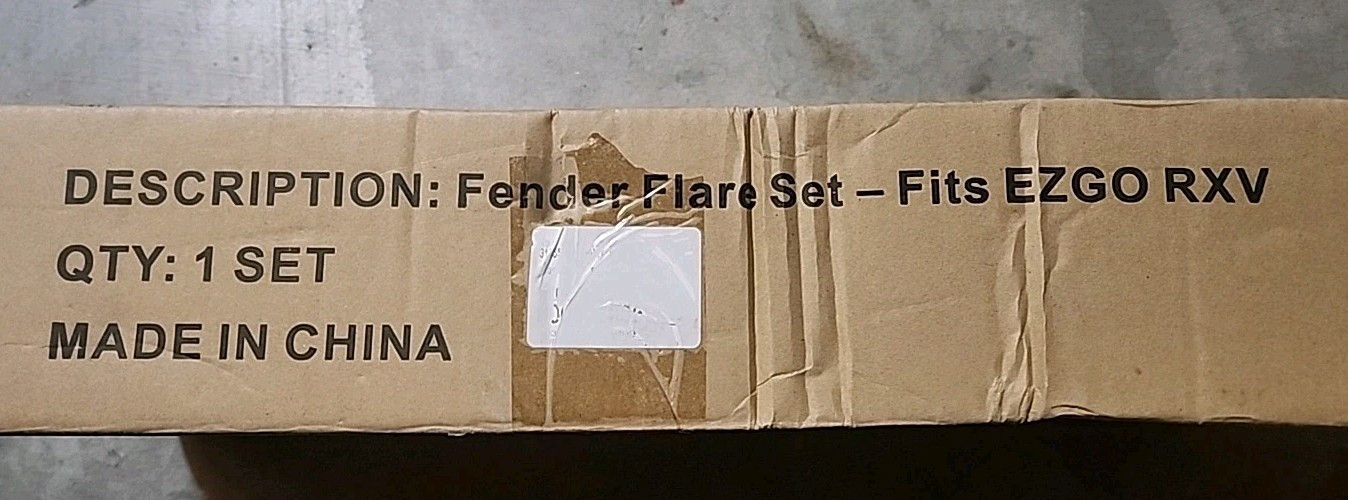 DESCRIPTION: Fender Flare Set – Fits EZGO RXV
QTY: 1 SET
MADE IN CHINA